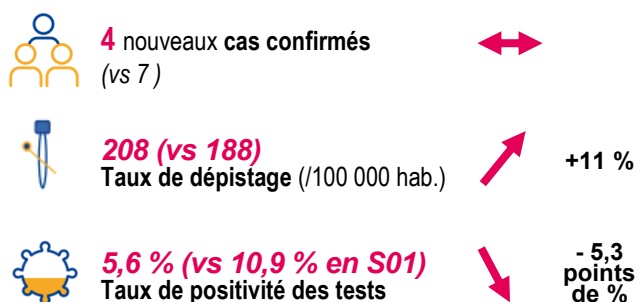 4 nouveaux cas confirmés
(vs 7 )
208 (vs 188)
Taux de dépistage (/100 000 hab.)
+11 %
5,6 % (vs 10,9 % en S01)
Taux de positivité des tests
- 5,3
points
de %